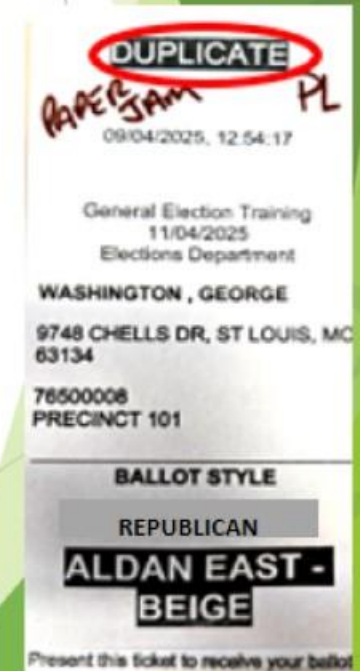 DUPLICATE
PAPER JAM PL
09/04/2025, 12:54:17
General Election Training
11/04/2025
Elections Department
WASHINGTON , GEORGE
9748 CHELLS DR, ST LOUIS, MO
63134
76500008
PRECINCT 101
BALLOT STYLE
REPUBLICAN
ALDAN EAST -
BEIGE
Present this ticket to receive your ballot